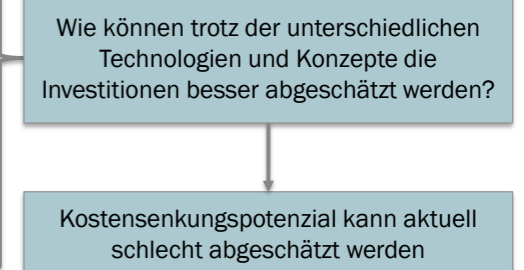 Wie können trotz der unterschiedlichen
Technologien und Konzepte die
Investitionen besser abgeschätzt werden?
Kostensenkungspotenzial kann aktuell
schlecht abgeschätzt werden